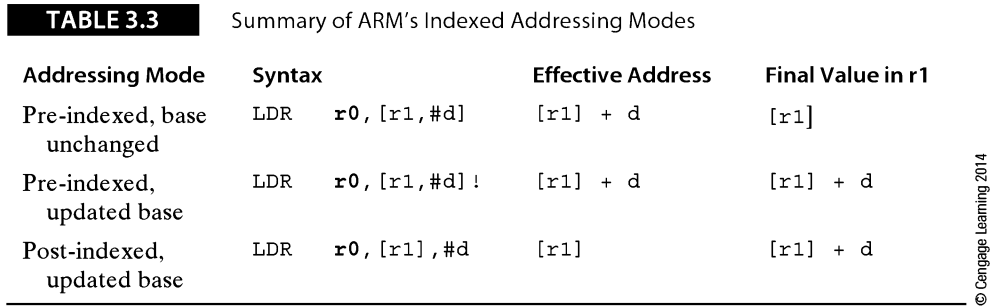 TABLE 3.3 Summary of ARM's Indexed Addressing Modes
Addressing Mode Syntax Effective Address Final Value in r1
Pre-indexed, base LDR r0,[r1,#d] [r1] + d [r1]
unchanged
Pre-indexed, LDR r0,[r1,#d]! [r1] + d [r1] + d
updated base
Post-indexed, LDR r0,[r1],#d [r1] [r1] + d
updated base
© Cengage Learning 2014